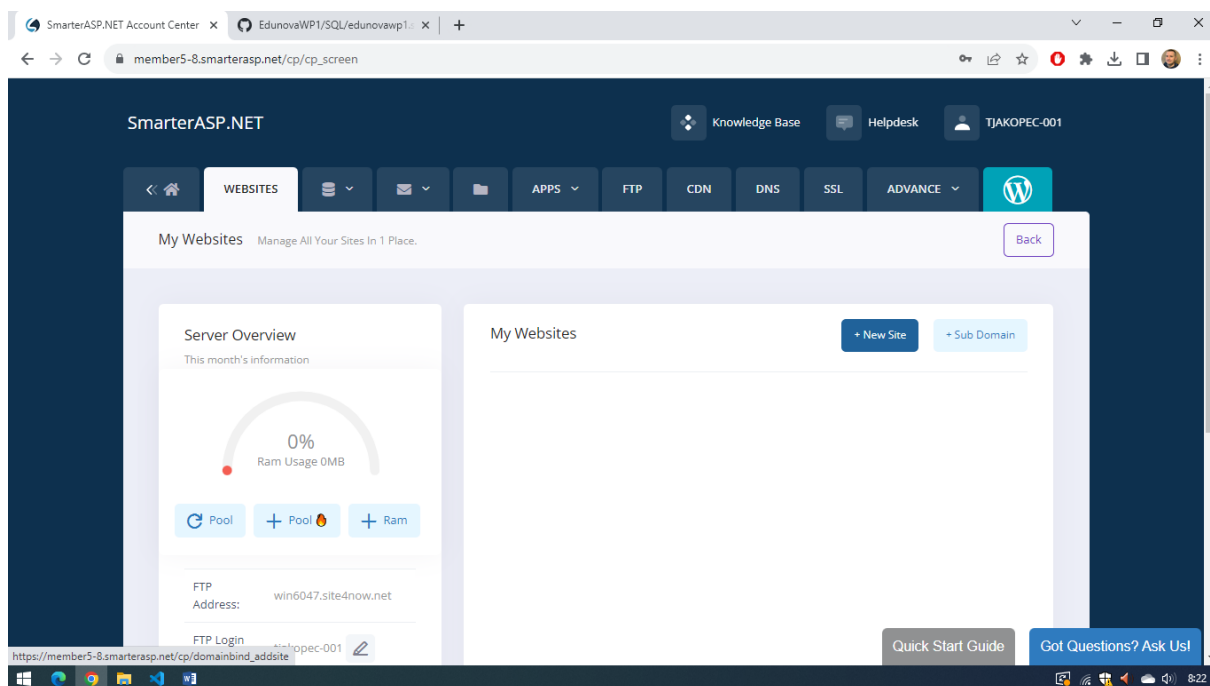 SmarterASP.NET Account Center
EdunovaWP1/SQL/edunovawp1.
member5-8.smarterasp.net/cp/cp_screen
SmarterASP.NET
Knowledge Base
Helpdesk
TJAKOPEC-001
WEBSITES
APPS
FTP
CDN
DNS
SSL
ADVANCE
My Websites Manage All Your Sites In 1 Place.
Back
Server Overview
This month's information
0%
Ram Usage 0MB
Pool
Pool
Ram
FTP
Address:
win6047.site4now.net
FTP Login
My Websites
+ New Site
+ Sub Domain
Quick Start Guide
Got Questions? Ask Us!
https://member5-8.smarterasp.net/cp/domainbind_addsite
8:22